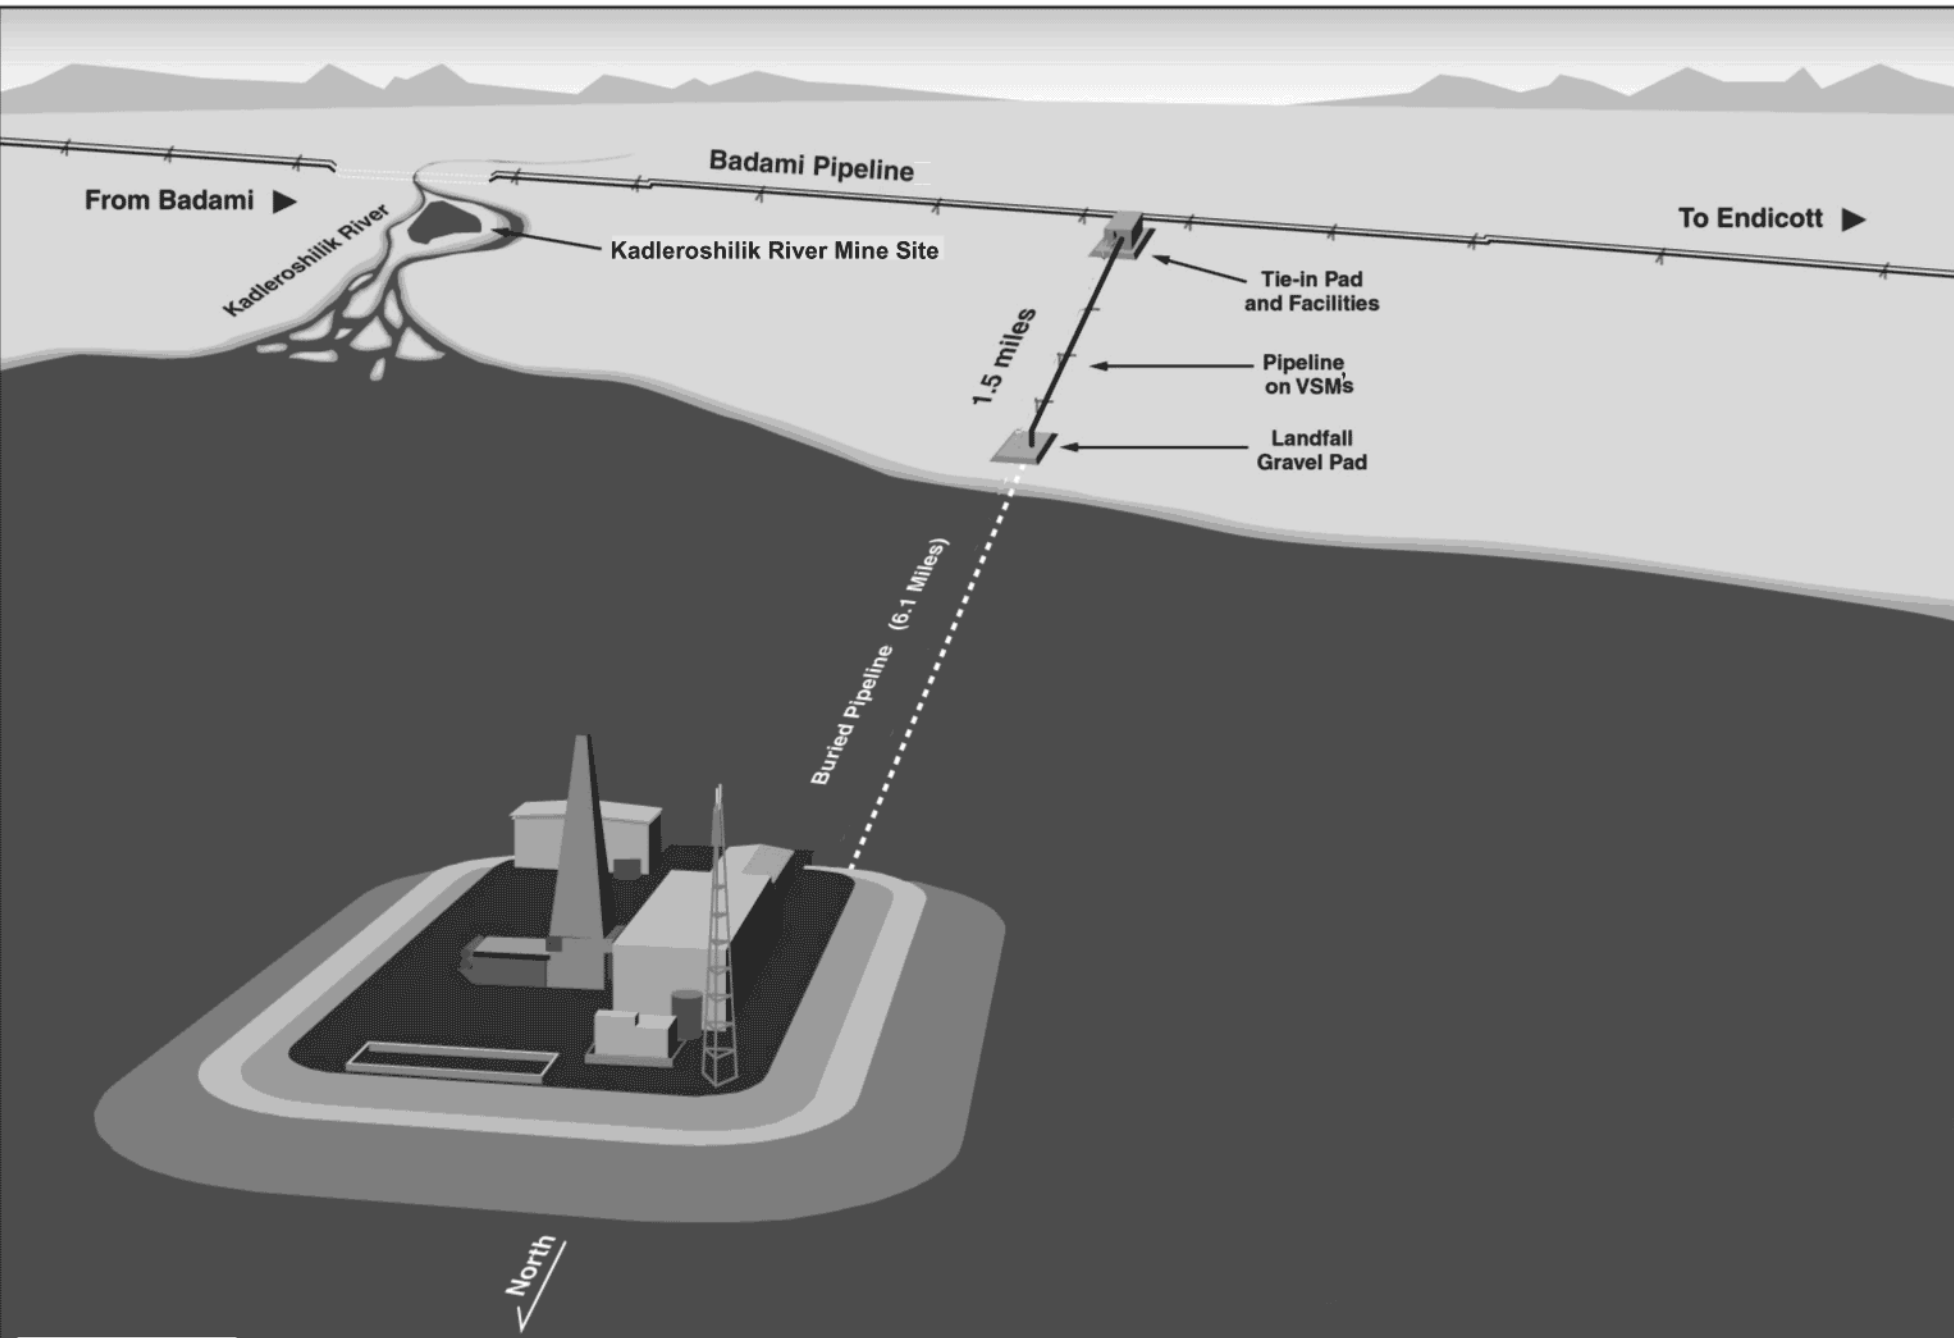 Badami Pipeline
From Badami
To Endicott
Kadleroshilik River
Kadleroshilik River Mine Site
Tie-in Pad
and Facilities
1.5 miles
Pipeline
on VSM's
Landfall
Gravel Pad
Buried Pipeline (6.1 Miles)
North